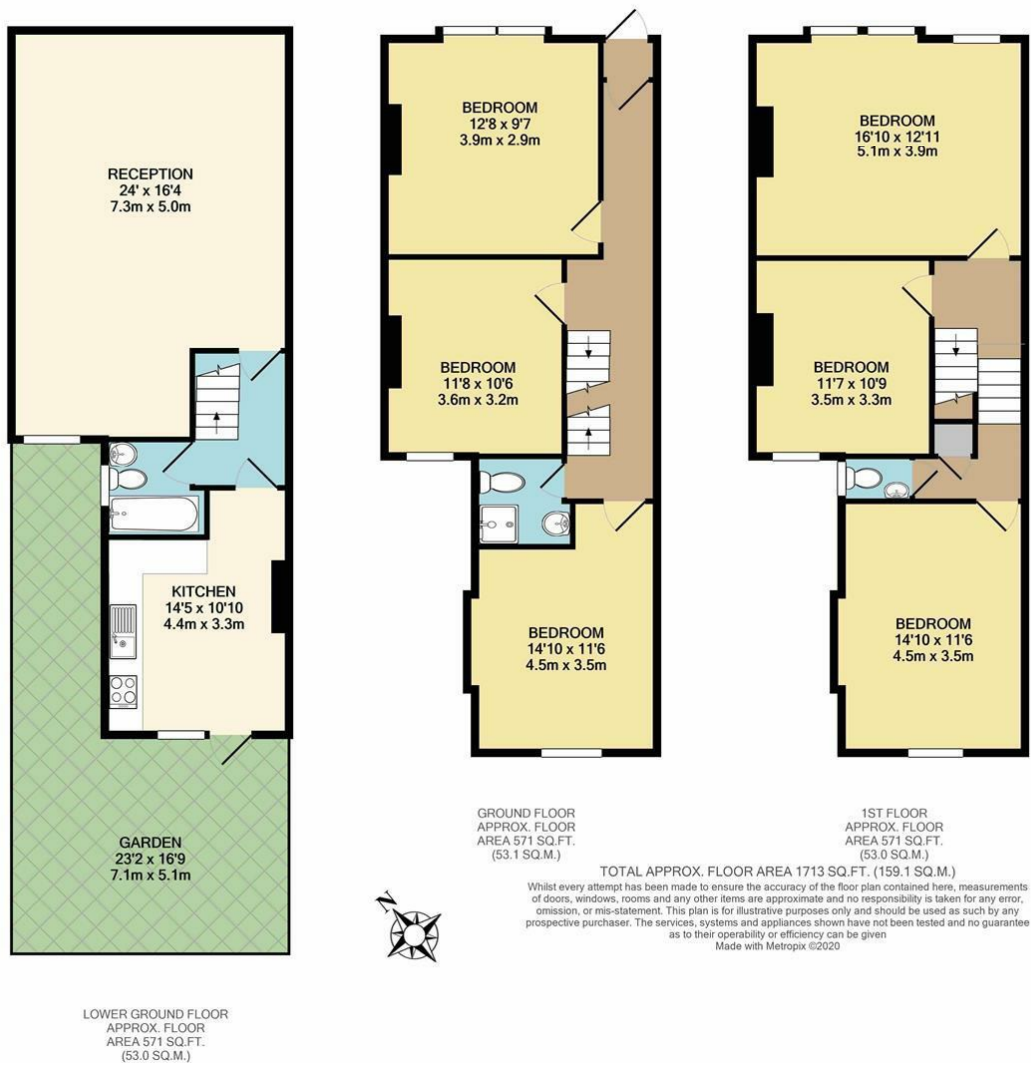 RECEPTION
24' x 16'4
7.3m x 5.0m
KITCHEN
14'5 x 10'10
4.4m x 3.3m
GARDEN
23'2 x 16'9
7.1m x 5.1m
LOWER GROUND FLOOR
APPROX. FLOOR
AREA 571 SQ.FT.
(53.0 SQ.M.)
BEDROOM
12'8 x 9'7
3.9m x 2.9m
BEDROOM
11'8 x 10'6
3.6m x 3.2m
BEDROOM
14'10 x 11'6
4.5m x 3.5m
GROUND FLOOR
APPROX. FLOOR
AREA 571 SQ.FT.
(53.1 SQ.M.)
BEDROOM
16'10 x 12'11
5.1m x 3.9m
BEDROOM
11'7 x 10'9
3.5m x 3.3m
BEDROOM
14'10 x 11'6
4.5m x 3.5m
1ST FLOOR
APPROX. FLOOR
AREA 571 SQ.FT.
(53.0 SQ.M.)
TOTAL APPROX. FLOOR AREA 1713 SQ.FT. (159.1 SQ.M.)
Whilst every attempt has been made to ensure the accuracy of the floor plan contained here, measurements
of doors, windows, rooms and any other items are approximate and no responsibility is taken for any error,
omission, or mis-statement. This plan is for illustrative purposes only and should be used as such by any
prospective purchaser. The services, systems and appliances shown have not been tested and no guarantee
as to their operability or efficiency can be given
Made with Metropix ©2020
N